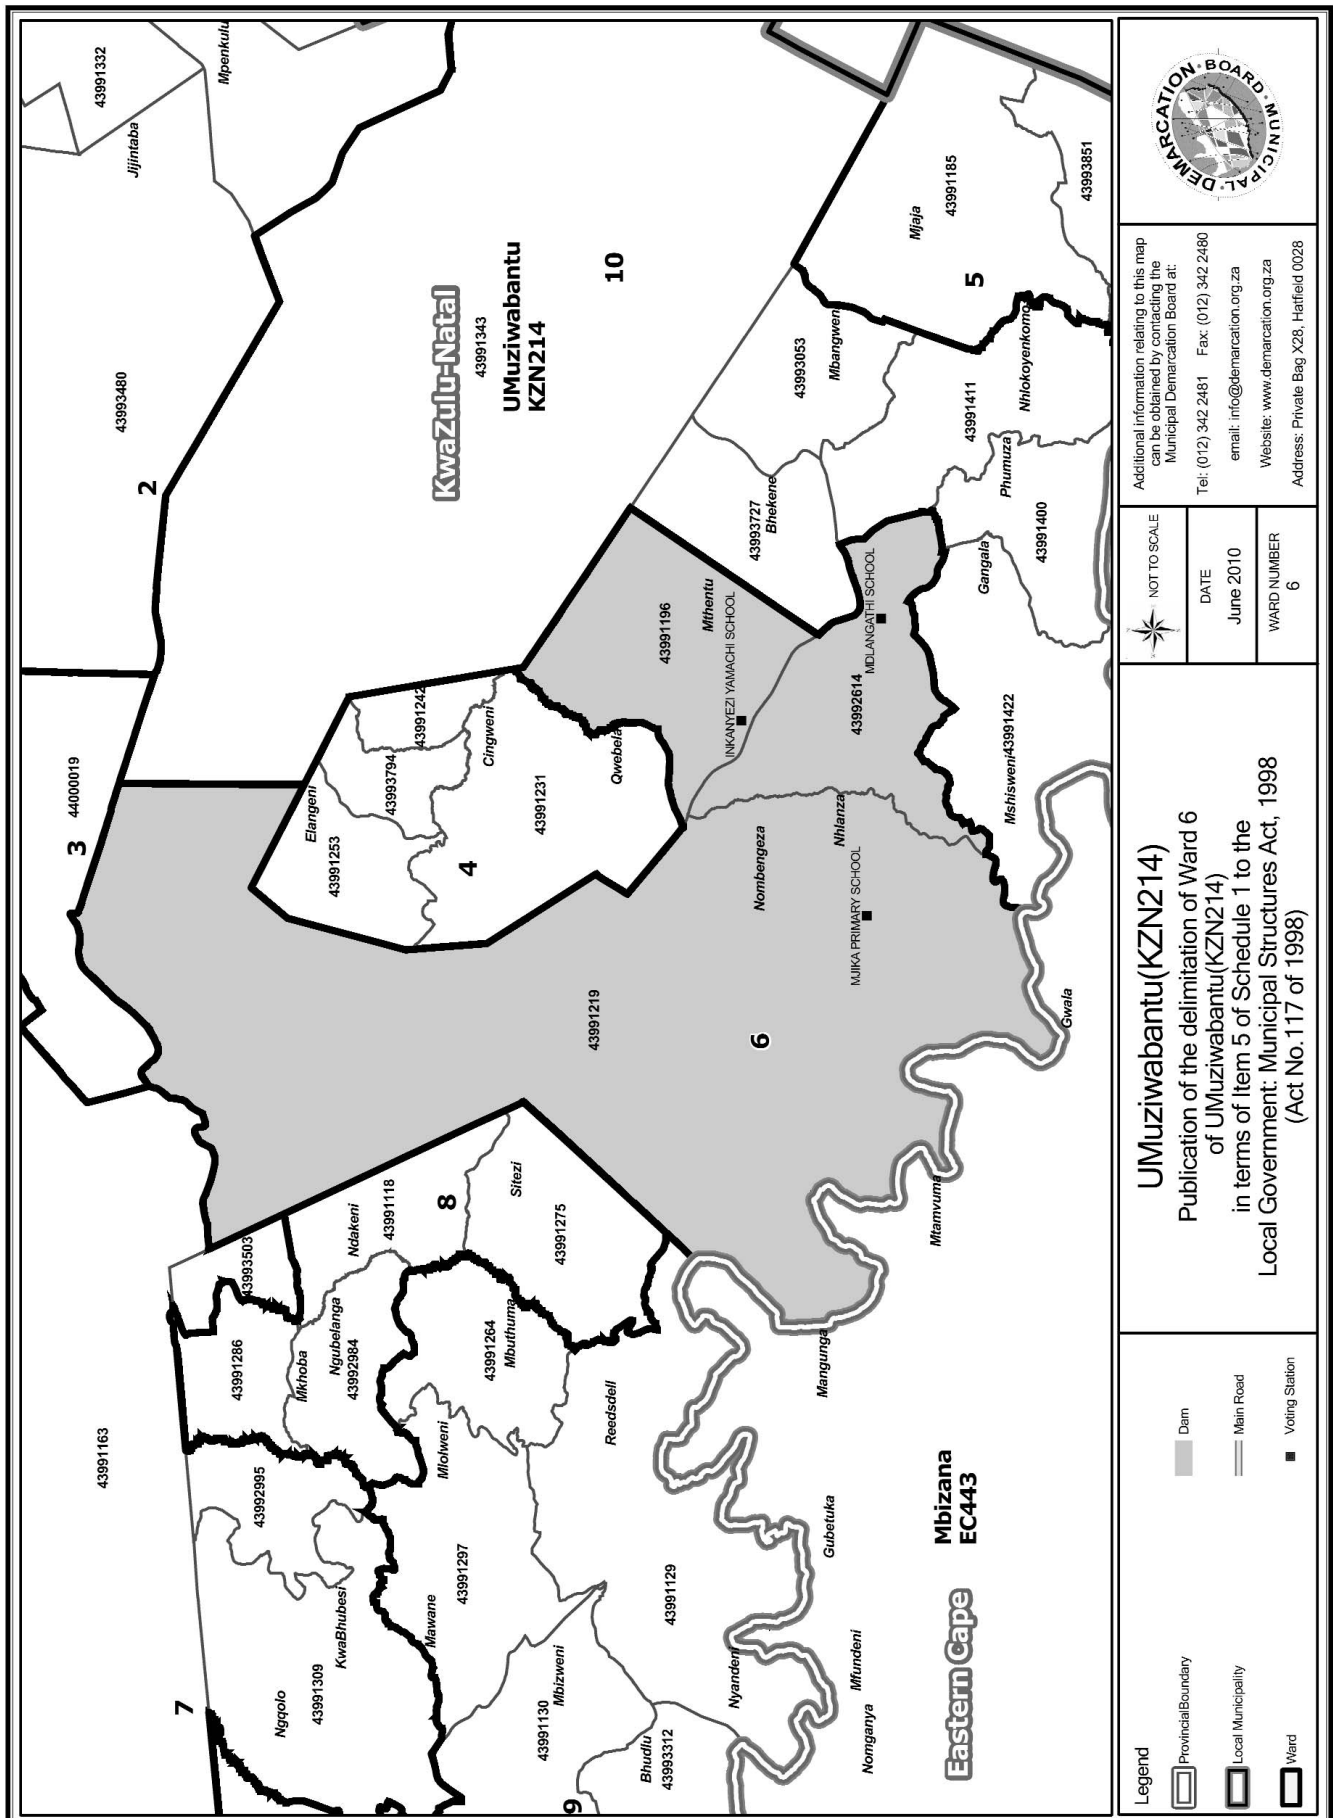 43991332
Mpenkulu
Jijintaba
43993480
2
KwaZulu-Natal
43991343
UMuziwabantu
KZN214
10
3
44000019
Elangeni
43991253
43993794
43991242
4
Cingweni
43991231
Qwebela
43991196
Mthentu
INKANYEZI YAMACHI SCHOOL
43993727
Bhekene
43993053
Mbangweni
Mjaja
43991185
5
43993851
43991411
Nhlokoyenkomo
Phumuza
43991400
Gangala
MDLANGATHI SCHOOL
43992614
Mshisweni
43991422
Nombengeza
Nhlanza
MJIKA PRIMARY SCHOOL
43991219
6
Gwala
Mtamvuma
43991163
43993503
Ndakeni
43991118
8
Sitezi
43991275
43991286
Mkhoba
Ngubelanga
43992984
43991264
Mbuthuma
Mlolweni
Reedsdell
Mangunga
7
43992995
Ngqolo
43991309
KwaBhubesi
Mawane
43991297
43991129
43991130
Mbizweni
9
Bhudlu
43993312
Nyandeni
Mfundeni
Nomganya
Gubetuka
Mbizana
EC443
Eastern Cape
Legend
ProvincialBoundary
Local Municipality
Ward
Dam
Main Road
Voting Station
UMuziwabantu(KZN214)
Publication of the delimitation of Ward 6
of UMuziwabantu(KZN214)
in terms of Item 5 of Schedule 1 to the
Local Government: Municipal Structures Act, 1998
(Act No.117 of 1998)
NOT TO SCALE
DATE
June 2010
WARD NUMBER
6
Additional information relating to this map
can be obtained by contacting the
Municipal Demarcation Board at:
Tel: (012) 342 2481 Fax: (012) 342 2480
email: info@demarcation.org.za
Website: www.demarcation.org.za
Address: Private Bag X28, Hatfield 0028
MUNICIPAL DEMARCATION BOARD